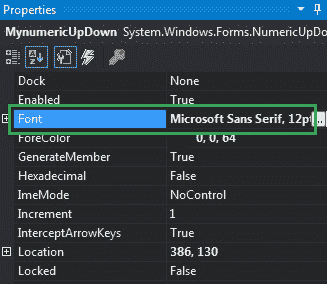 Properties
MynumericUpDown System.Windows.Forms.NumericUpD
Dock None
Enabled True
Font Microsoft Sans Serif, 12pt ...
ForeColor 0, 0, 64
GenerateMember True
Hexadecimal False
ImeMode NoControl
Increment 1
InterceptArrowKeys True
Location 386, 130
Locked False